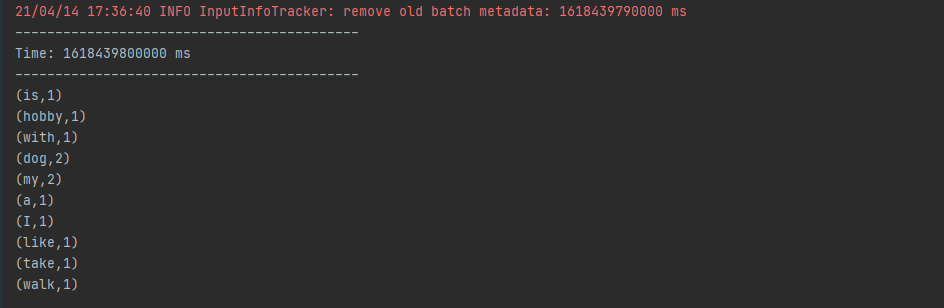 21/04/14 17:36:40 INFO InputInfoTracker: remove old batch metadata: 1618439790000 ms
-------------------------------------------
Time: 1618439800000 ms
-------------------------------------------
(is,1)
(hobby,1)
(with,1)
(dog,2)
(my,2)
(a,1)
(I,1)
(like,1)
(take,1)
(walk,1)